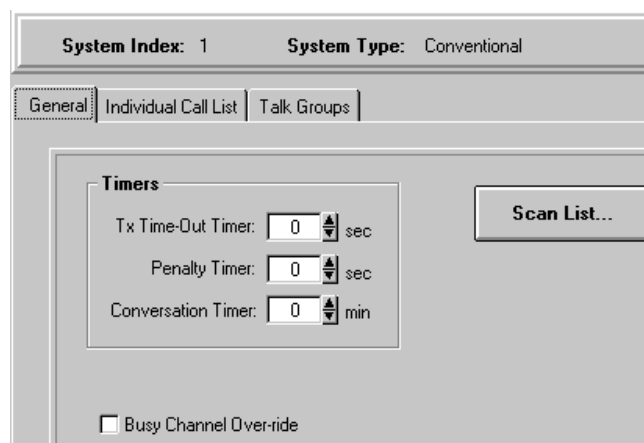 System Index: 1 System Type: Conventional
General Individual Call List Talk Groups
Timers
Tx Time-Out Timer: 0 sec
Penalty Timer: 0 sec
Conversation Timer: 0 min
Scan List...
Busy Channel Over-ride